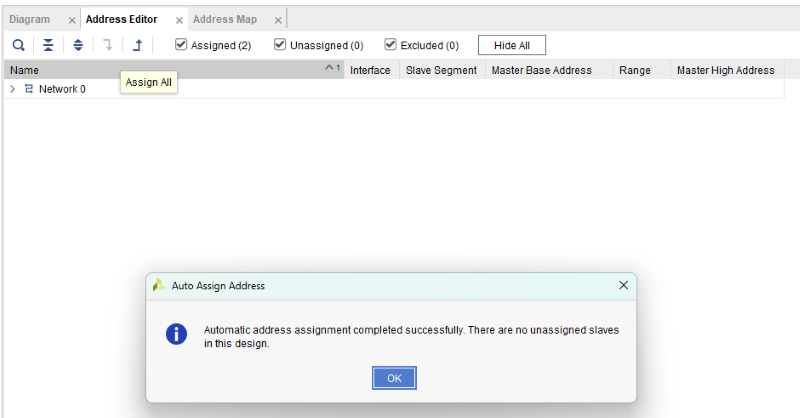 Diagram × Address Editor × Address Map ×
Assigned (2) Unassigned (0) Excluded (0) Hide All
Name 1 Interface Slave Segment Master Base Address Range Master High Address
Assign All
> Network 0
Auto Assign Address
Automatic address assignment completed successfully. There are no unassigned slaves
in this design.
OK